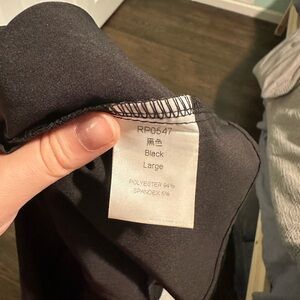 RP0547
黑色
Black
Large
POLYESTER 94%
SPANDEX 6%